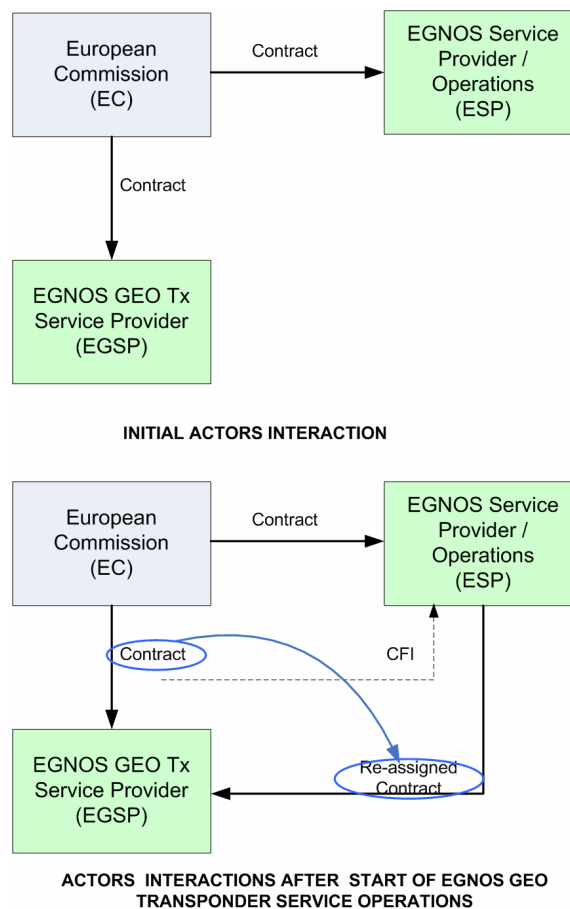 European
Commission
(EC)
Contract
EGNOS Service
Provider /
Operations
(ESP)
Contract
EGNOS GEO Tx
Service Provider
(EGSP)
INITIAL ACTORS INTERACTION
European
Commission
(EC)
Contract
EGNOS Service
Provider /
Operations
(ESP)
Contract
CFI
EGNOS GEO Tx
Service Provider
(EGSP)
Re-assigned
Contract
ACTORS INTERACTIONS AFTER START OF EGNOS GEO
TRANSPONDER SERVICE OPERATIONS